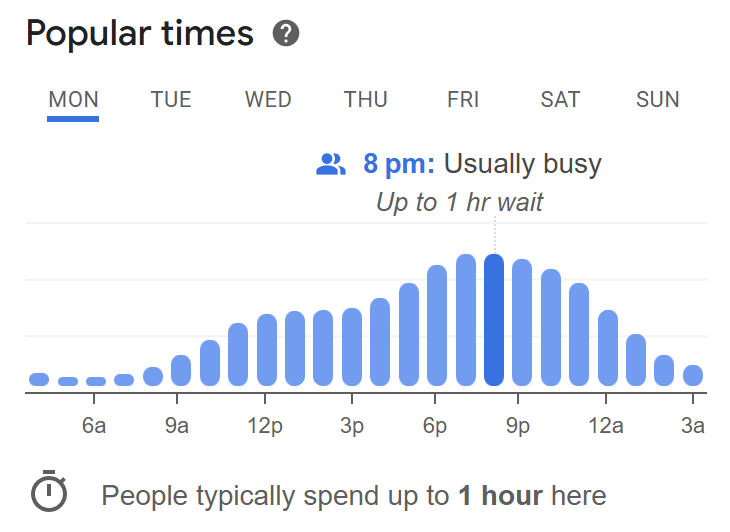 Popular times ?
MON TUE WED THU FRI SAT SUN
8 pm: Usually busy
Up to 1 hr wait
6a 9a 12p 3p 6p 9p 12a 3a
People typically spend up to 1 hour here